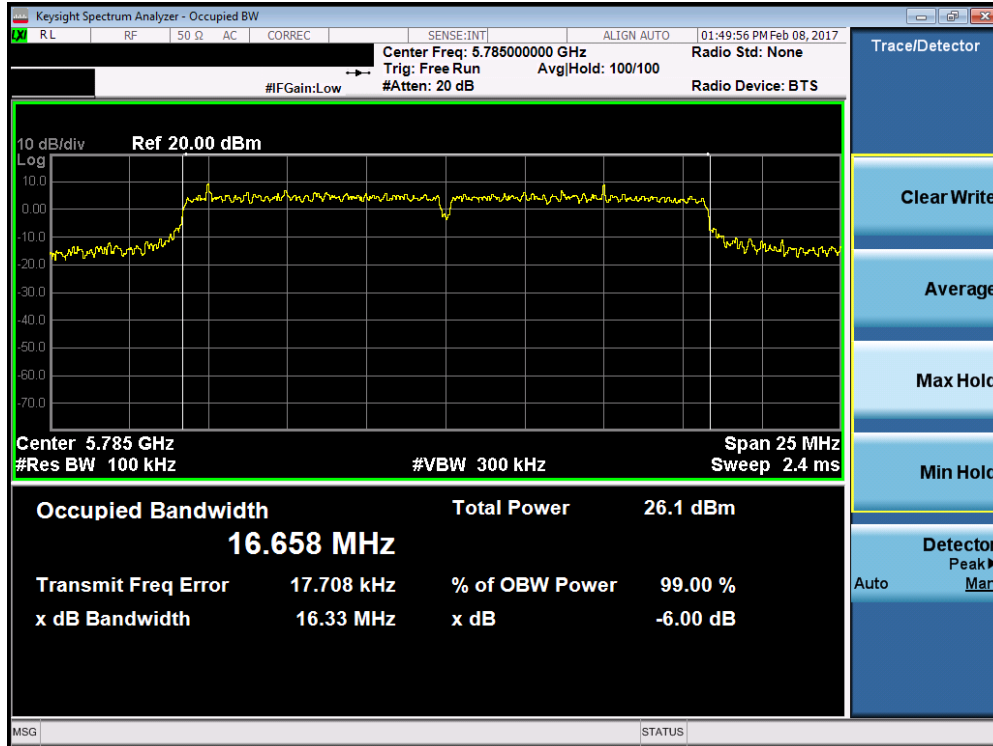 Keysight Spectrum Analyzer - Occupied BW
LXI RL RF 50 Ω AC CORREC SENSE:INT ALIGN AUTO 01:49:56 PM Feb 08, 2017
Center Freq: 5.785000000 GHz Radio Std: None
Trig: Free Run Avg|Hold: 100/100
#IFGain:Low #Atten: 20 dB Radio Device: BTS
10 dB/div Ref 20.00 dBm
Log
10.0
0.00
-10.0
-20.0
-30.0
-40.0
-50.0
-60.0
-70.0
Center 5.785 GHz Span 25 MHz
#Res BW 100 kHz #VBW 300 kHz Sweep 2.4 ms
Occupied Bandwidth Total Power 26.1 dBm
16.658 MHz
Transmit Freq Error 17.708 kHz % of OBW Power 99.00 %
x dB Bandwidth 16.33 MHz x dB -6.00 dB
MSG STATUS
Trace/Detector
Clear Write
Average
Max Hold
Min Hold
Detector
Peak▶
Auto Man